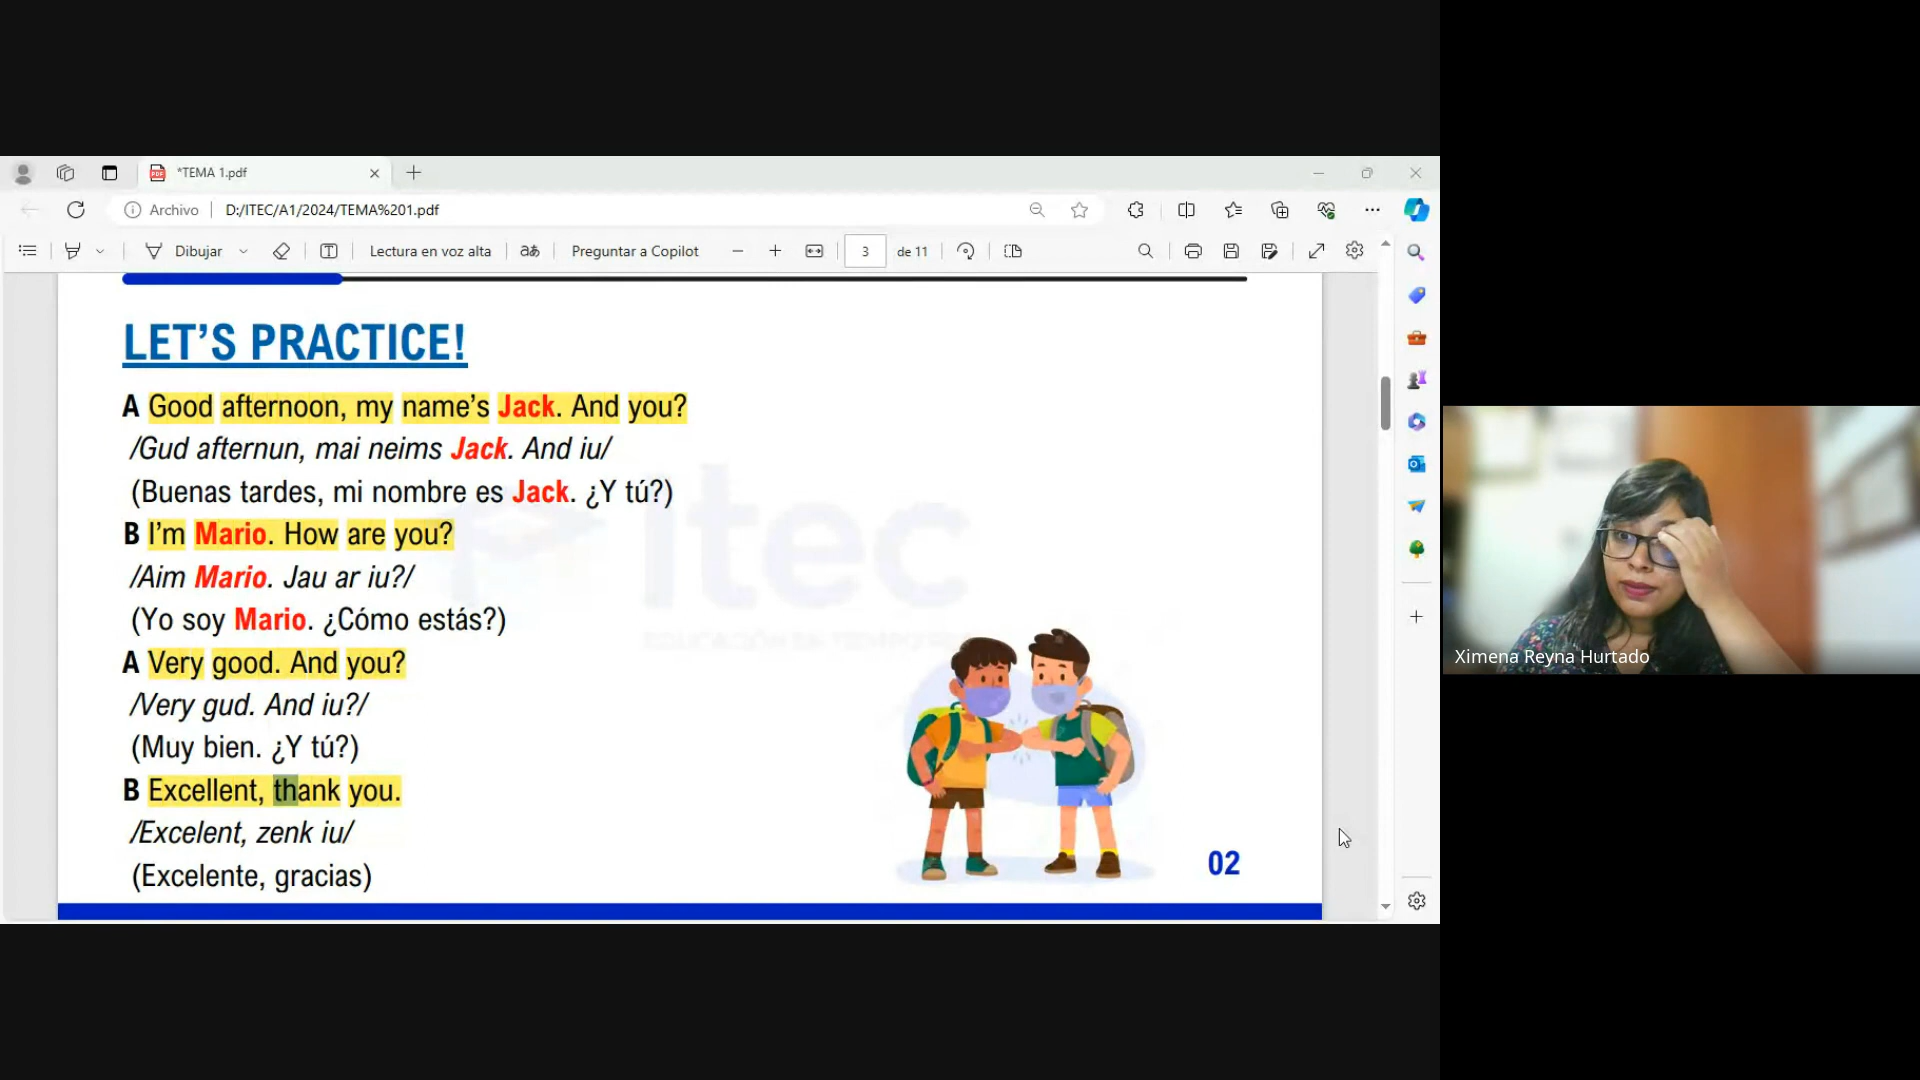 *TEMA 1.pdf
Archivo D:/ITEC/A1/2024/TEMA%201.pdf
Dibujar aあ Lectura en voz alta Preguntar a Copilot 3 de 11
LET'S PRACTICE!
A Good afternoon, my name's Jack. And you?
/Gud afternun, mai neims Jack. And iu/
(Buenas tardes, mi nombre es Jack. ¿Y tú?)
B I'm Mario. How are you?
/Aim Mario. Jau ar iu?/
(Yo soy Mario. ¿Cómo estás?)
A Very good. And you?
/Very gud. And iu?/
(Muy bien. ¿Y tú?)
B Excellent, thank you.
/Excelent, zenk iu/
(Excelente, gracias)
02
itec
Ximena Reyna Hurtado